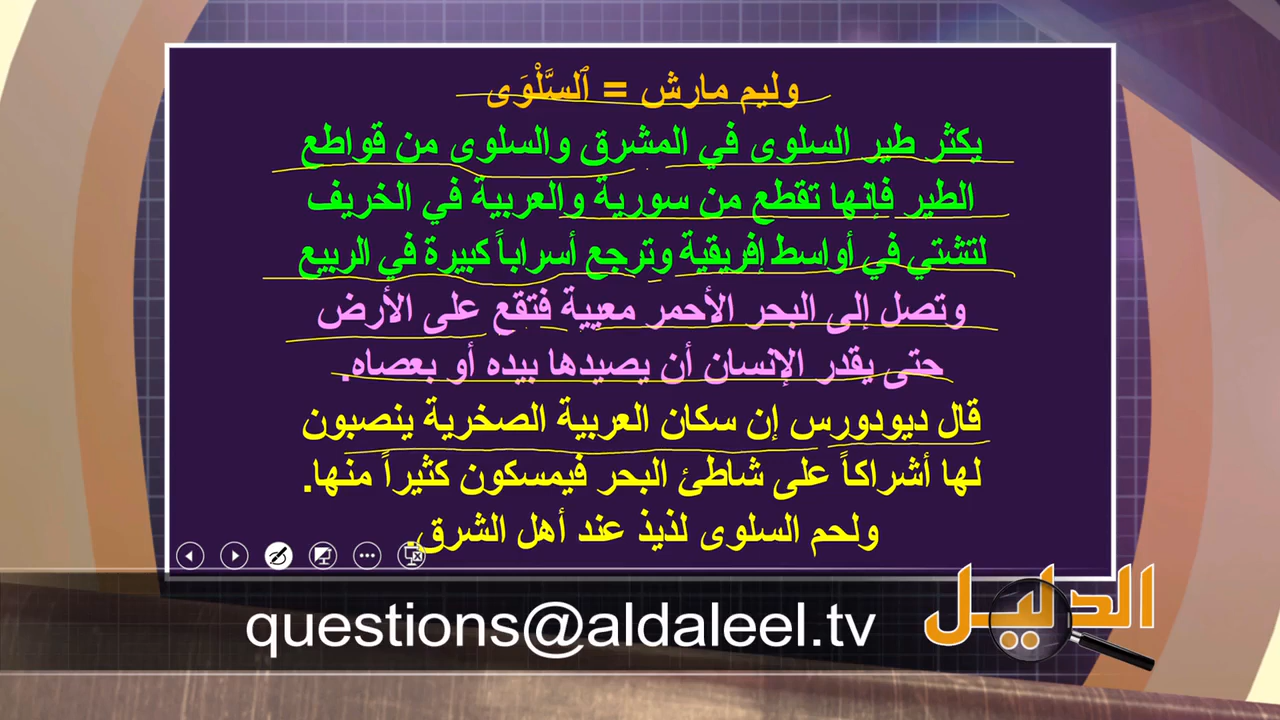 وليم مارش = ٱلسَّلْوَى
يكثر طير السلوى في المشرق والسلوى من قواطع
الطير فإنها تقطع من سورية والعربية في الخريف
لتشتي في أواسط إفريقية وترجع أسراباً كبيرة في الربيع
وتصل إلى البحر الأحمر معيية فتقع على الأرض
حتى يقدر الإنسان أن يصيدها بيده أو بعصاه.
قال ديودورس إن سكان العربية الصخرية ينصبون
لها أشراكاً على شاطئ البحر فيمسكون كثيراً منها.
ولحم السلوى لذيذ عند أهل الشرق
questions@aldaleel.tv
الدليل